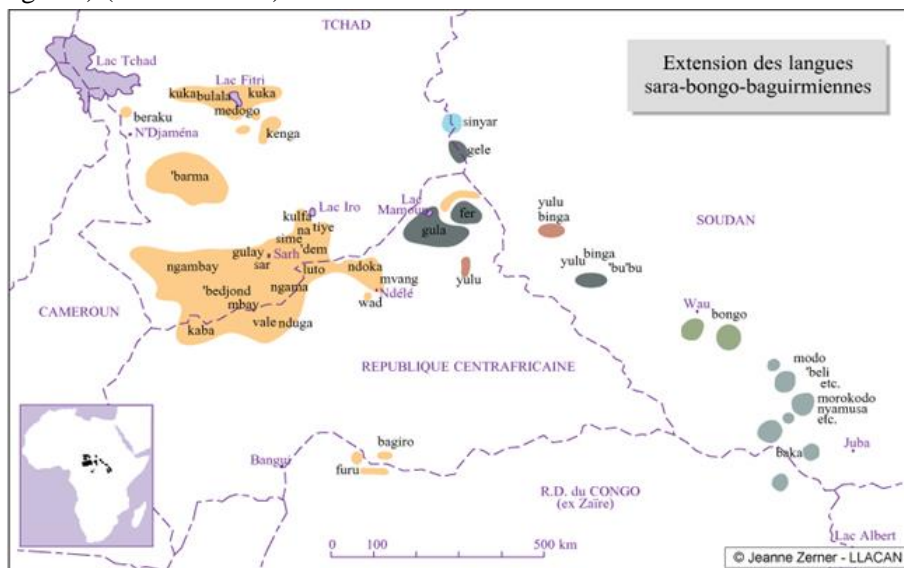 TCHAD
Extension des langues
sara-bongo-baguirmiennes
Lac Tchad
Lac Fitri
kuka
bulala
kuka
medogo
beraku
N'Djaména
kenga
sinyar
gele
'barma
Lac Iro
kulfa
na
tiye
sime
'dem
gulay
Sarh
sar
luto
ngambay
'bedjond
ngama
mbay
kaba
vale
nduga
ndoka
mvang
Ndélé
wad
Lac
Mamoun
fer
gula
yulu
yulu
binga
SOUDAN
yulu
binga
'bu'bu
Wau
bongo
modo
'beli
etc.
morokodo
nyamusa
etc.
baka
Juba
CAMEROUN
REPUBLIQUE CENTRAFRICAINE
Bangui
bagiro
furu
R.D. du CONGO
(ex Zaïre)
Lac Albert
0 100 500 km
© Jeanne Zerner - LLACAN